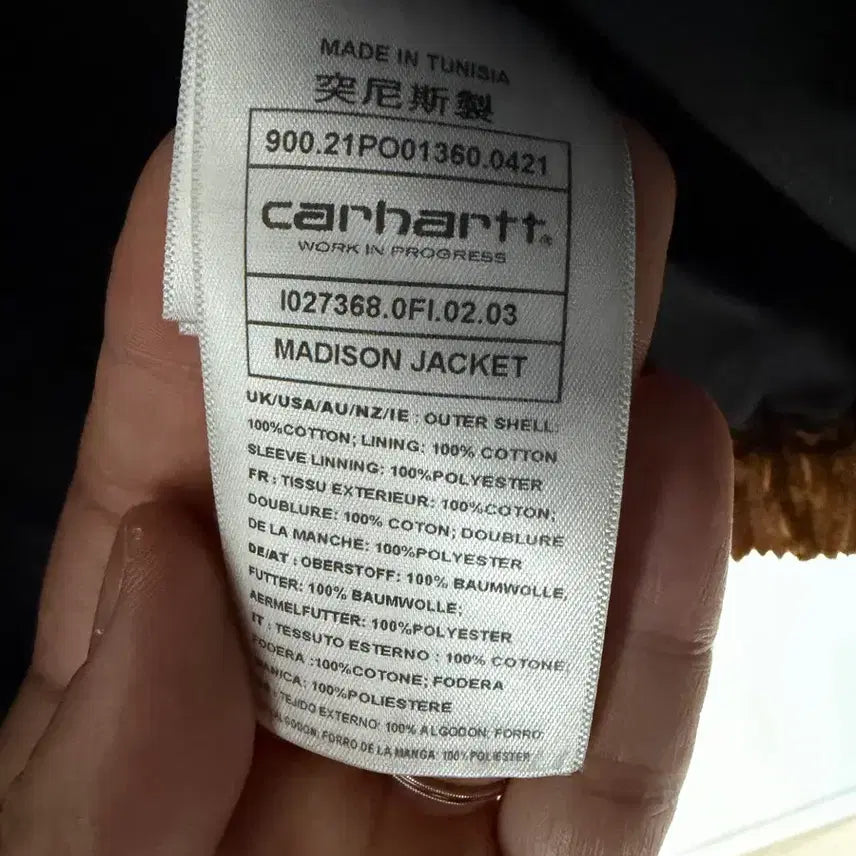 MADE IN TUNISIA
突尼斯製
900.21PO01360.0421
carhartt®
WORK IN PROGRESS
I027368.0FI.02.03
MADISON JACKET
UK/USA/AU/NZ/IE : OUTER SHELL:
100%COTTON; LINING: 100% COTTON
SLEEVE LINNING: 100%POLYESTER
FR : TISSU EXTERIEUR: 100%COTON;
DOUBLURE: 100% COTON; DOUBLURE
DE LA MANCHE: 100%POLYESTER
DE/AT : OBERSTOFF: 100% BAUMWOLLE,
FUTTER: 100% BAUMWOLLE;
AERMELFUTTER: 100%POLYESTER
IT : TESSUTO ESTERNO : 100% COTONE;
FODERA :100%COTONE; FODERA
MANICA: 100%POLIESTERE
TEJIDO EXTERNO: 100% ALGODON; FORRO:
ALGODON; FORRO DE LA MANGA: 100%POLIESTER